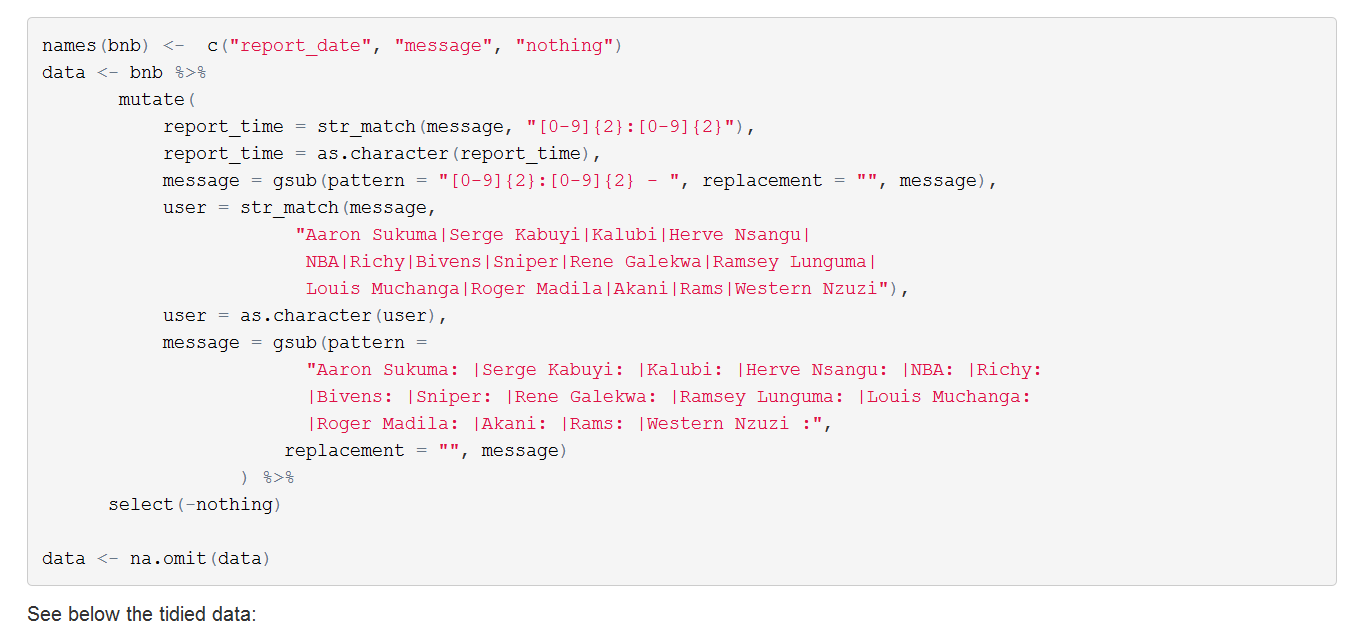 names(bnb) <-  c("report_date", "message", "nothing")
data <- bnb %>%
       mutate(
           report_time = str_match(message, "[0-9]{2}:[0-9]{2}"),
           report_time = as.character(report_time),
           message = gsub(pattern = "[0-9]{2}:[0-9]{2} - ", replacement = "", message),
           user = str_match(message,
                       "Aaron Sukuma|Serge Kabuyi|Kalubi|Herve Nsangu|
                        NBA|Richy|Bivens|Sniper|Rene Galekwa|Ramsey Lunguma|
                        Louis Muchanga|Roger Madila|Akani|Rams|Western Nzuzi"),
           user = as.character(user),
           message = gsub(pattern =
                        "Aaron Sukuma: |Serge Kabuyi: |Kalubi: |Herve Nsangu: |NBA: |Richy:
                        |Bivens: |Sniper: |Rene Galekwa: |Ramsey Lunguma: |Louis Muchanga:
                        |Roger Madila: |Akani: |Rams: |Western Nzuzi :",
                      replacement = "", message)
                  ) %>%
      select(-nothing)

data <- na.omit(data)
See below the tidied data: